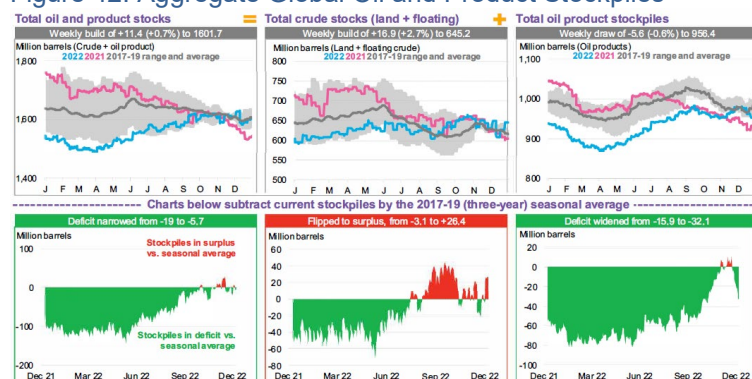 Figure 12: Aggregate Global Oil and Product Stockpiles
Total oil and product stocks = Total crude stocks (land + floating) + Total oil product stockpiles
Weekly build of +11.4 (+0.7%) to 1601.7
Million barrels (Crude + oil product)
2022 2021 2017-19 range and average
1,800
1,600
1,400
J F M A M J J A S O N D
Weekly build of +16.9 (+2.7%) to 645.2
Million barrels (Land + floating crude)
2022 2021 2017-19 range and average
800
750
700
650
600
550
500
J F M A M J J A S O N D
Weekly draw of -5.6 (-0.6%) to 956.4
Million barrels (Oil products)
2022 2021 2017-19 range and average
1,100
1,000
900
800
J F M A M J J A S O N D
Charts below subtract current stockpiles by the 2017-19 (three-year) seasonal average
Deficit narrowed from -19 to -5.7
Million barrels
100
Stockpiles in surplus
vs. seasonal average
0
-100
Stockpiles in deficit vs.
seasonal average
-200
Dec 21 Mar 22 Jun 22 Sep 22 Dec 22
Flipped to surplus, from -3.1 to +26.4
Million barrels
60
40
20
0
-20
-40
-60
-80
Dec 21 Mar 22 Jun 22 Sep 22 Dec 22
Deficit widened from -15.9 to -32.1
Million barrels
20
0
-20
-40
-60
-80
-100
Dec 21 Mar 22 Jun 22 Sep 22 Dec 22